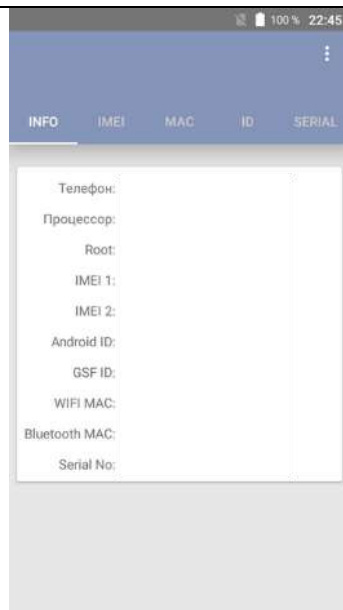 100 % 22:45
INFO IMEI MAC ID SERIAL
Телефон:
Процессор:
Root:
IMEI 1:
IMEI 2:
Android ID:
GSF ID:
WIFI MAC:
Bluetooth MAC:
Serial No: